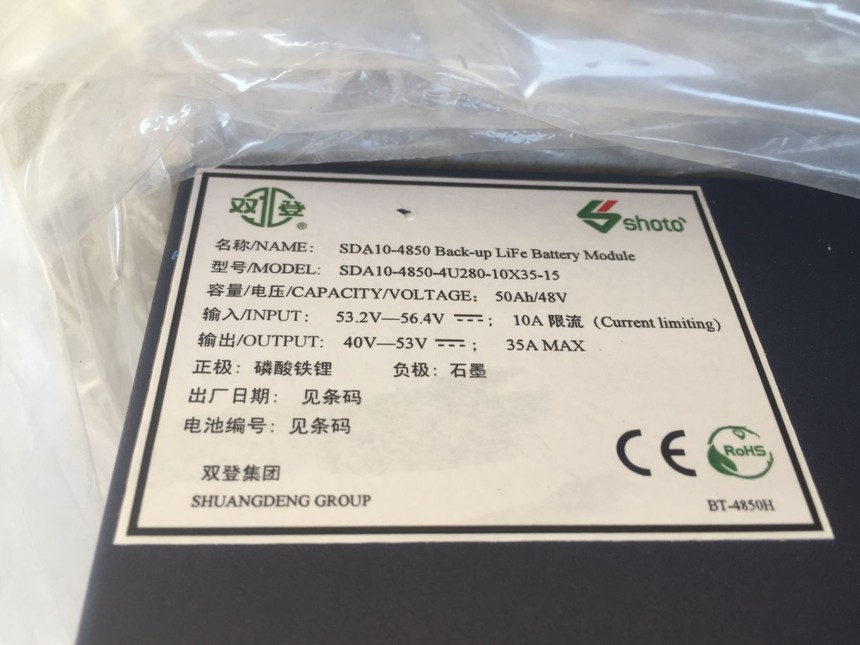 双登® shoto
名称/NAME: SDA10-4850 Back-up LiFe Battery Module
型号/MODEL: SDA10-4850-4U280-10X35-15
容量/电压/CAPACITY/VOLTAGE: 50Ah/48V
输入/INPUT: 53.2V—56.4V ⎓; 10A 限流 (Current limiting)
输出/OUTPUT: 40V—53V ⎓; 35A MAX
正极: 磷酸铁锂 负极: 石墨
出厂日期: 见条码
电池编号: 见条码
CE RoHS
双登集团
SHUANGDENG GROUP
BT-4850H